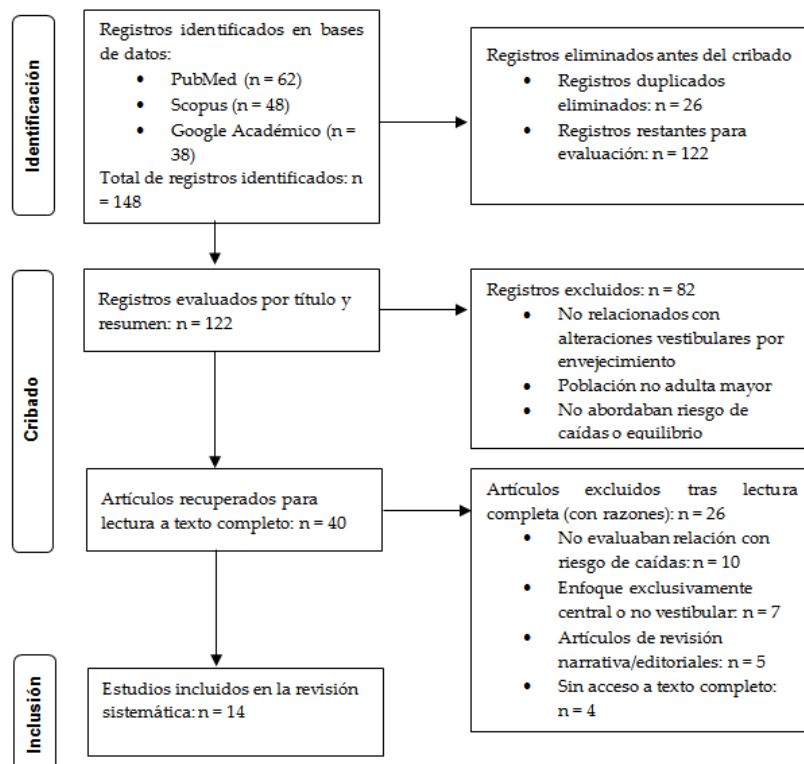 Identificación
Registros identificados en bases
de datos:
• PubMed (n = 62)
• Scopus (n = 48)
• Google Académico (n =
38)
Total de registros identificados: n
= 148
Registros eliminados antes del cribado
• Registros duplicados
eliminados: n = 26
• Registros restantes para
evaluación: n = 122
Cribado
Registros evaluados por título y
resumen: n = 122
Registros excluidos: n = 82
• No relacionados con
alteraciones vestibulares por
envejecimiento
• Población no adulta mayor
• No abordaban riesgo de
caídas o equilibrio
Artículos recuperados para
lectura a texto completo: n = 40
Artículos excluidos tras lectura
completa (con razones): n = 26
• No evaluaban relación con
riesgo de caídas: n = 10
• Enfoque exclusivamente
central o no vestibular: n = 7
• Artículos de revisión
narrativa/editoriales: n = 5
• Sin acceso a texto completo:
n = 4
Inclusión
Estudios incluidos en la revisión
sistemática: n = 14